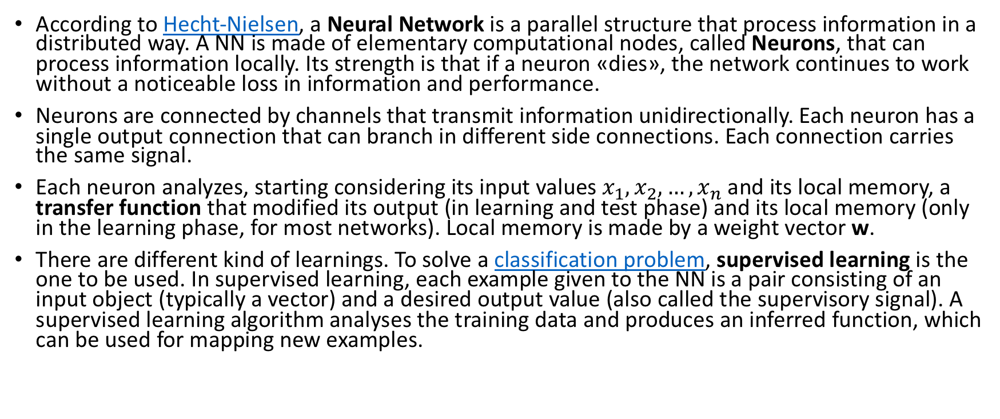 • According to Hecht-Nielsen, a Neural Network is a parallel structure that process information in a
distributed way. A NN is made of elementary computational nodes, called Neurons, that can
process information locally. Its strength is that if a neuron «dies», the network continues to work
without a noticeable loss in information and performance.
• Neurons are connected by channels that transmit information unidirectionally. Each neuron has a
single output connection that can branch in different side connections. Each connection carries
the same signal.
• Each neuron analyzes, starting considering its input values x₁, x₂, … , xₙ and its local memory, a
transfer function that modified its output (in learning and test phase) and its local memory (only
in the learning phase, for most networks). Local memory is made by a weight vector w.
• There are different kind of learnings. To solve a classification problem, supervised learning is the
one to be used. In supervised learning, each example given to the NN is a pair consisting of an
input object (typically a vector) and a desired output value (also called the supervisory signal). A
supervised learning algorithm analyses the training data and produces an inferred function, which
can be used for mapping new examples.